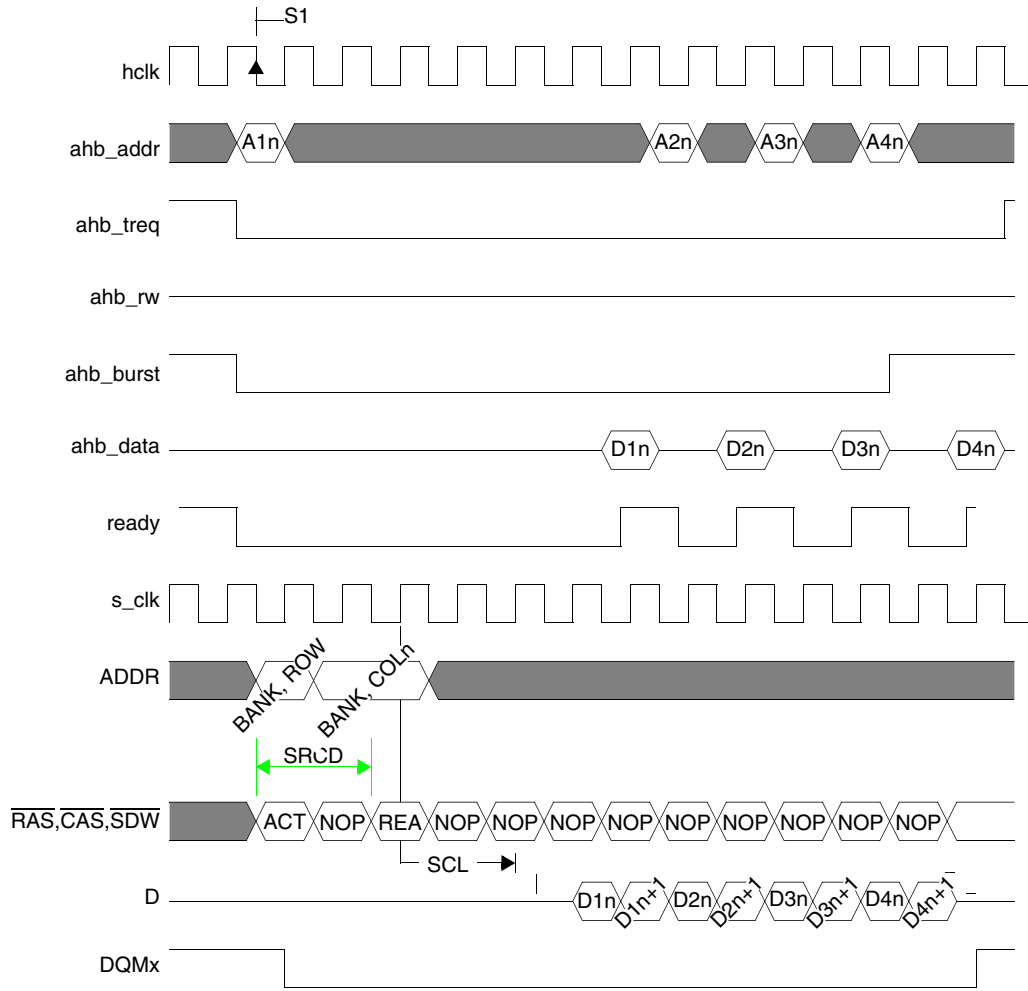 S1
hclk
ahb_addr A1n A2n A3n A4n
ahb_treq
ahb_rw
ahb_burst
ahb_data D1n D2n D3n D4n
ready
s_clk
ADDR BANK, ROW BANK, COLn
SRCD
RAS,CAS,SDW ACT NOP REA NOP NOP NOP NOP NOP NOP NOP NOP NOP
SCL
D D1n D1n+1 D2n D2n+1 D3n D3n+1 D4n D4n+1
DQMx